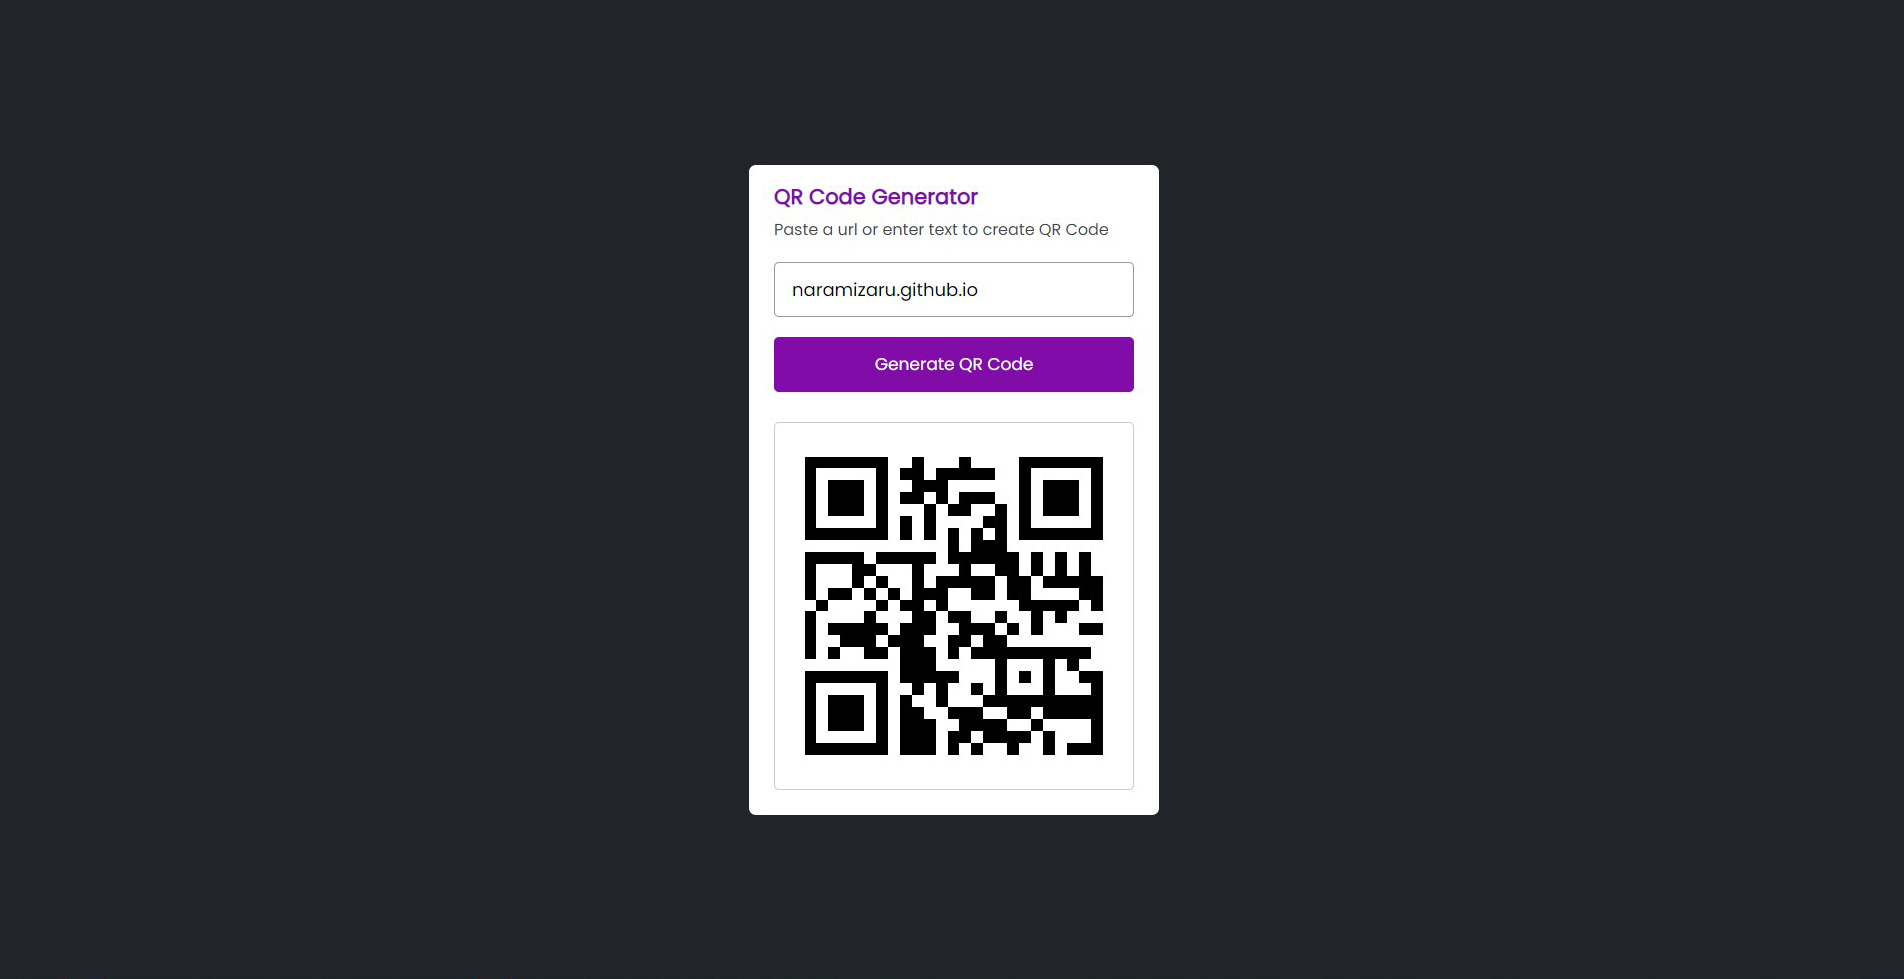 QR Code Generator
Paste a url or enter text to create QR Code
naramizaru.github.io
Generate QR Code